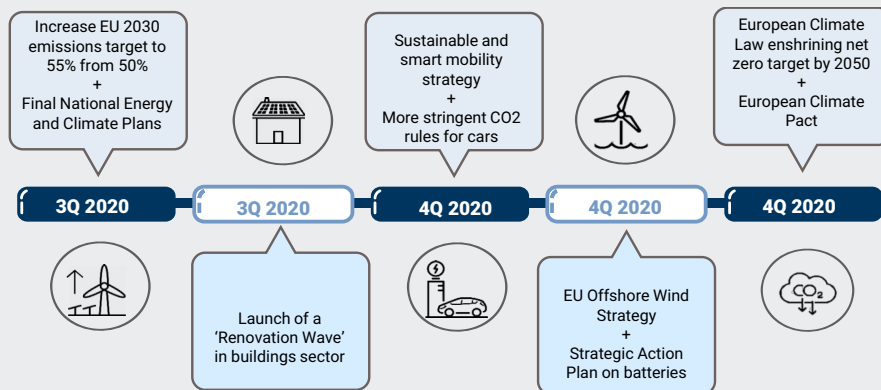 Increase EU 2030
emissions target to
55% from 50%
+
Final National Energy
and Climate Plans
Sustainable and
smart mobility
strategy
+
More stringent CO2
rules for cars
European Climate
Law enshrining net
zero target by 2050
+
European Climate
Pact
3Q 2020
3Q 2020
4Q 2020
4Q 2020
4Q 2020
Launch of a
‘Renovation Wave’
in buildings sector
EU Offshore Wind
Strategy
+
Strategic Action
Plan on batteries
CO2